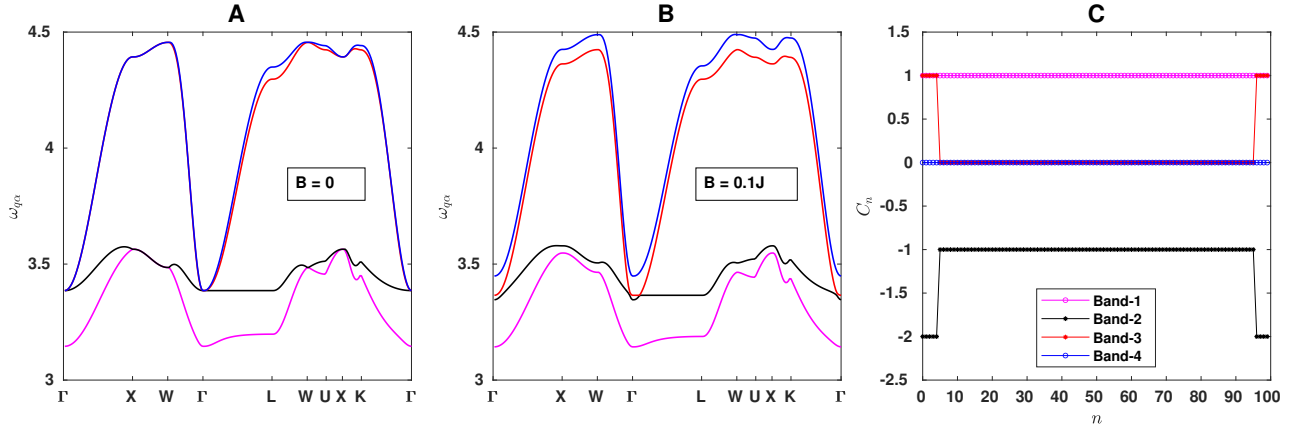 A
4.5
4
3.5
3
ω_{qα}
B = 0
Γ X W Γ L W U X K Γ
B
4.5
4
3.5
3
ω_{qα}
B = 0.1J
Γ X W Γ L W U X K Γ
C
1.5
1
0.5
0
-0.5
-1
-1.5
-2
-2.5
C_n
Band-1
Band-2
Band-3
Band-4
0 10 20 30 40 50 60 70 80 90 100
n